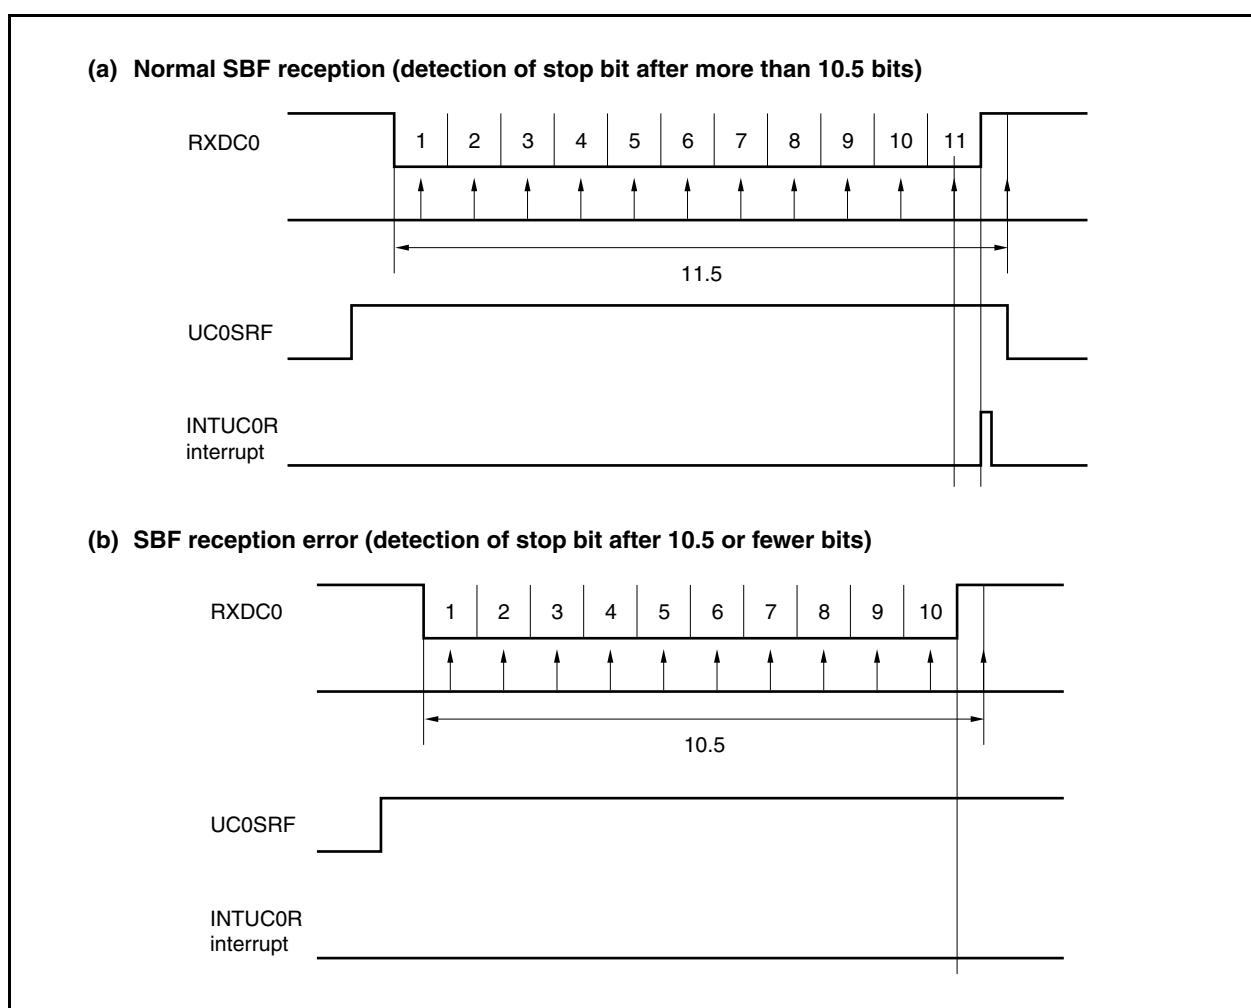 (a) Normal SBF reception (detection of stop bit after more than 10.5 bits)
RXDC0
1 2 3 4 5 6 7 8 9 10 11
11.5
UC0SRF
INTUC0R
interrupt
(b) SBF reception error (detection of stop bit after 10.5 or fewer bits)
RXDC0
1 2 3 4 5 6 7 8 9 10
10.5
UC0SRF
INTUC0R
interrupt